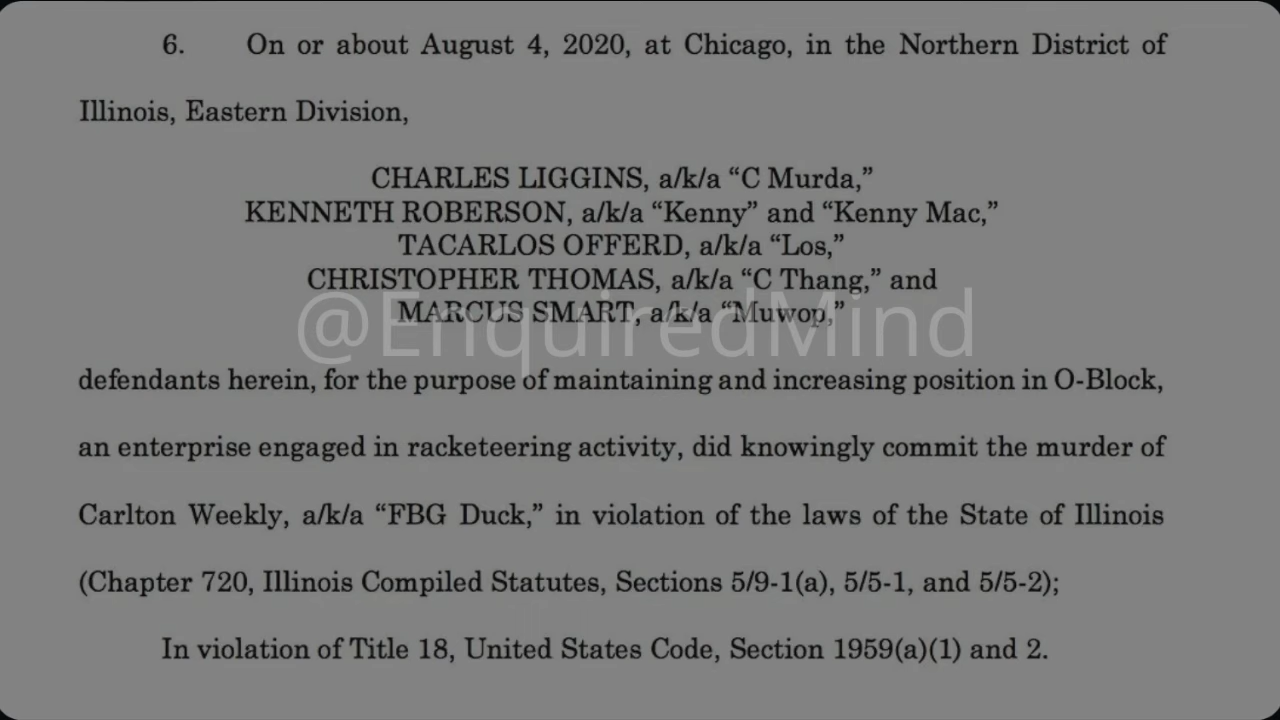 6. On or about August 4, 2020, at Chicago, in the Northern District of
Illinois, Eastern Division,
CHARLES LIGGINS, a/k/a “C Murda,”
KENNETH ROBERSON, a/k/a “Kenny” and “Kenny Mac,”
TACARLOS OFFERD, a/k/a “Los,”
CHRISTOPHER THOMAS, a/k/a “C Thang,” and
MARCUS SMART, a/k/a “Muwop,”
@EnquiredMind
defendants herein, for the purpose of maintaining and increasing position in O-Block,
an enterprise engaged in racketeering activity, did knowingly commit the murder of
Carlton Weekly, a/k/a “FBG Duck,” in violation of the laws of the State of Illinois
(Chapter 720, Illinois Compiled Statutes, Sections 5/9-1(a), 5/5-1, and 5/5-2);
In violation of Title 18, United States Code, Section 1959(a)(1) and 2.